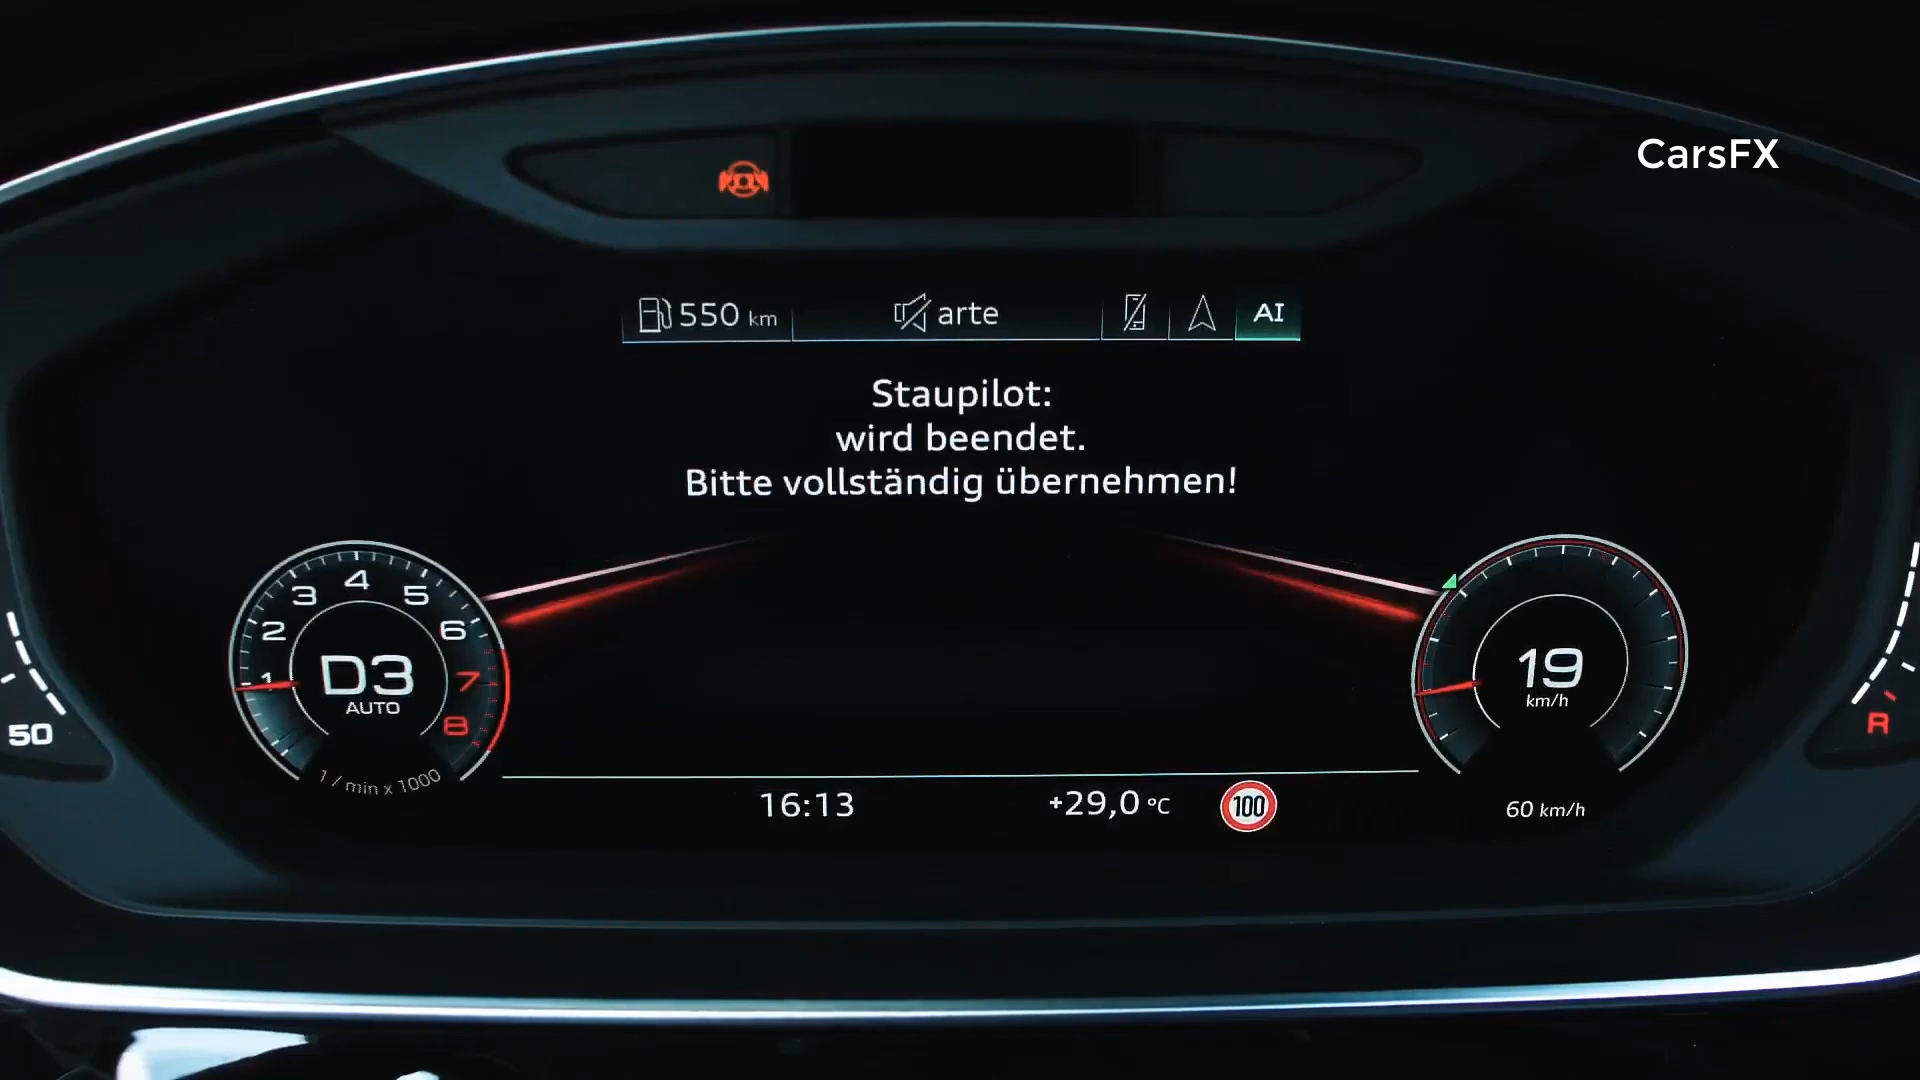 CarsFX
550 km
arte
AI
Staupilot:
wird beendet.
Bitte vollständig übernehmen!
1 2 3 4 5 6 7 8
D3
AUTO
1 / min x 1000
19
km/h
50
R
16:13
+29,0 °C
100
60 km/h